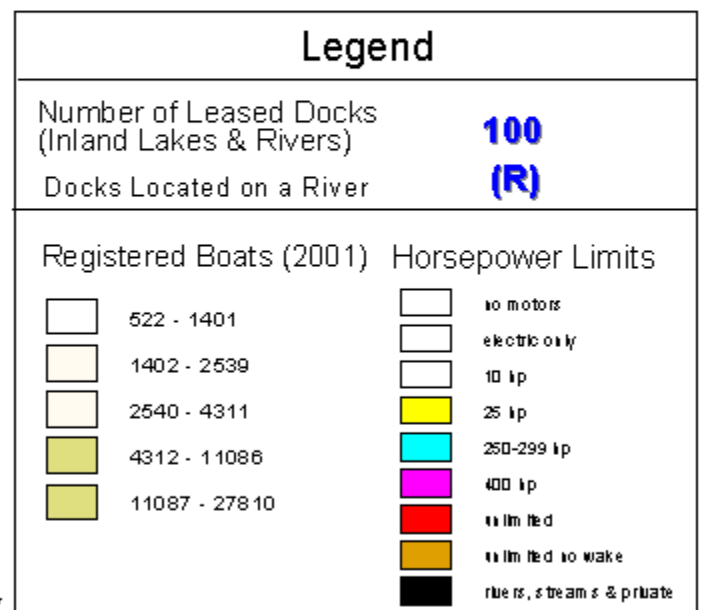 Legend
Number of Leased Docks
(Inland Lakes & Rivers)
100
Docks Located on a River
(R)
Registered Boats (2001)
522 - 1401
1402 - 2539
2540 - 4311
4312 - 11086
11087 - 27810
Horsepower Limits
no motors
electric only
10 hp
25 hp
250-299 hp
400 hp
unlimited
unlimited no wake
rivers, streams & private